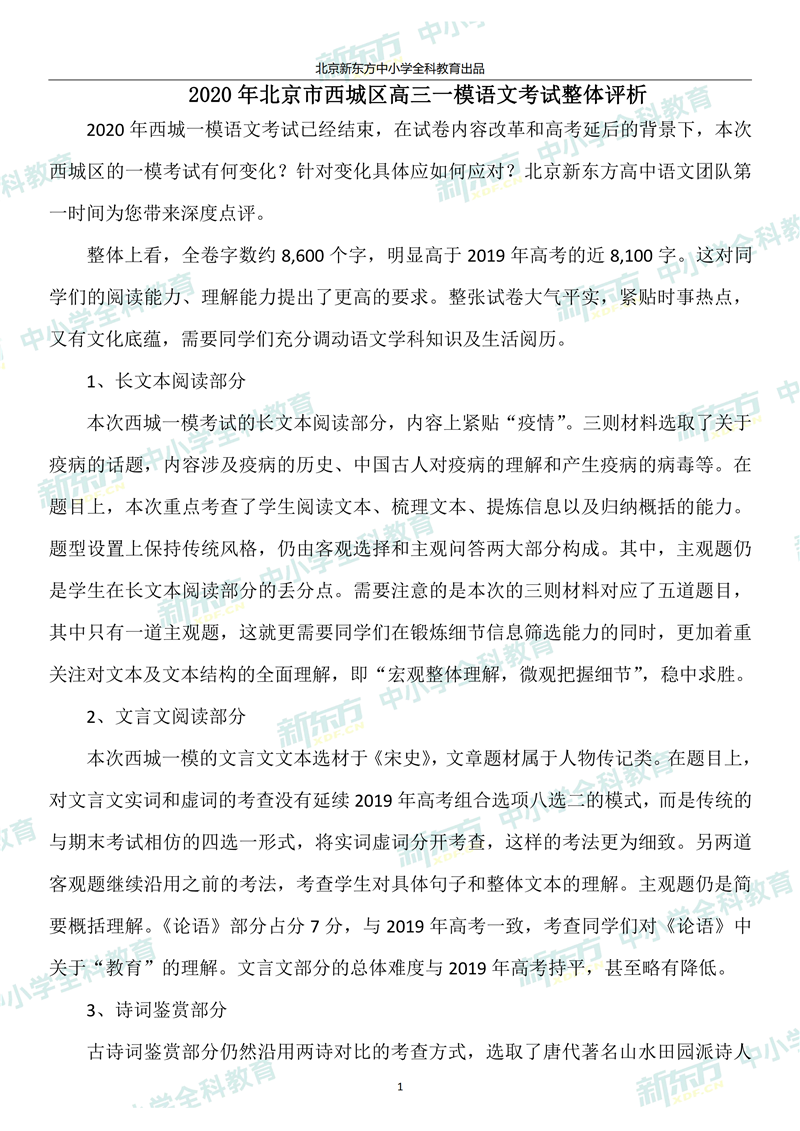 北京新东方中小学全科教育出品
2020 年北京市西城区高三一模语文考试整体评析
2020 年西城一模语文考试已经结束，在试卷内容改革和高考延后的背景下，本次
西城区的一模考试有何变化？针对变化具体应如何应对？北京新东方高中语文团队第
一时间为您带来深度点评。
整体上看，全卷字数约 8,600 个字，明显高于 2019 年高考的近 8,100 字。这对同
学们的阅读能力、理解能力提出了更高的要求。整张试卷大气平实，紧贴时事热点，
又有文化底蕴，需要同学们充分调动语文学科知识及生活阅历。
1、长文本阅读部分
本次西城一模考试的长文本阅读部分，内容上紧贴“疫情”。三则材料选取了关于
疫病的话题，内容涉及疫病的历史、中国古人对疫病的理解和产生疫病的病毒等。在
题目上，本次重点考查了学生阅读文本、梳理文本、提炼信息以及归纳概括的能力。
题型设置上保持传统风格，仍由客观选择和主观问答两大部分构成。其中，主观题仍
是学生在长文本阅读部分的丢分点。需要注意的是本次的三则材料对应了五道题目，
其中只有一道主观题，这就更需要同学们在锻炼细节信息筛选能力的同时，更加着重
关注对文本及文本结构的全面理解，即“宏观整体理解，微观把握细节”，稳中求胜。
2、文言文阅读部分
本次西城一模的文言文文本选材于《宋史》，文章题材属于人物传记类。在题目上，
对文言文实词和虚词的考查没有延续 2019 年高考组合选项八选二的模式，而是传统的
与期末考试相仿的四选一形式，将实词虚词分开考查，这样的考法更为细致。另两道
客观题继续沿用之前的考法，考查学生对具体句子和整体文本的理解。主观题仍是简
要概括理解。《论语》部分占分 7 分，与 2019 年高考一致，考查同学们对《论语》中
关于“教育”的理解。文言文部分的总体难度与 2019 年高考持平，甚至略有降低。
3、诗词鉴赏部分
古诗词鉴赏部分仍然沿用两诗对比的考查方式，选取了唐代著名山水田园派诗人
1